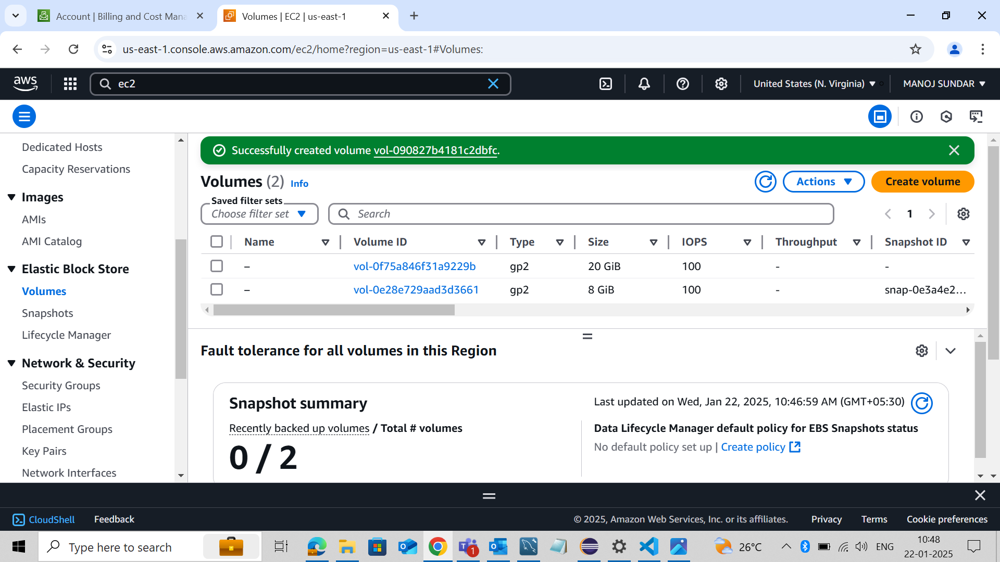 Account | Billing and Cost Mana
Volumes | EC2 | us-east-1
us-east-1.console.aws.amazon.com/ec2/home?region=us-east-1#Volumes:
aws
ec2
United States (N. Virginia)
MANOJ SUNDAR
Dedicated Hosts
Capacity Reservations
Images
AMIs
AMI Catalog
Elastic Block Store
Volumes
Snapshots
Lifecycle Manager
Network & Security
Security Groups
Elastic IPs
Placement Groups
Key Pairs
Network Interfaces
Successfully created volume vol-090827b4181c2dbfc.
Volumes (2) Info
Actions
Create volume
Saved filter sets
Choose filter set
Search
1
Name Volume ID Type Size IOPS Throughput Snapshot ID
– vol-0f75a846f31a9229b gp2 20 GiB 100 - -
– vol-0e28e729aad3d3661 gp2 8 GiB 100 - snap-0e3a4e2...
Fault tolerance for all volumes in this Region
Snapshot summary
Last updated on Wed, Jan 22, 2025, 10:46:59 AM (GMT+05:30)
Recently backed up volumes / Total # volumes
0 / 2
Data Lifecycle Manager default policy for EBS Snapshots status
No default policy set up | Create policy
CloudShell
Feedback
© 2025, Amazon Web Services, Inc. or its affiliates.
Privacy
Terms
Cookie preferences
Type here to search
1
26°C
ENG
10:48
22-01-2025